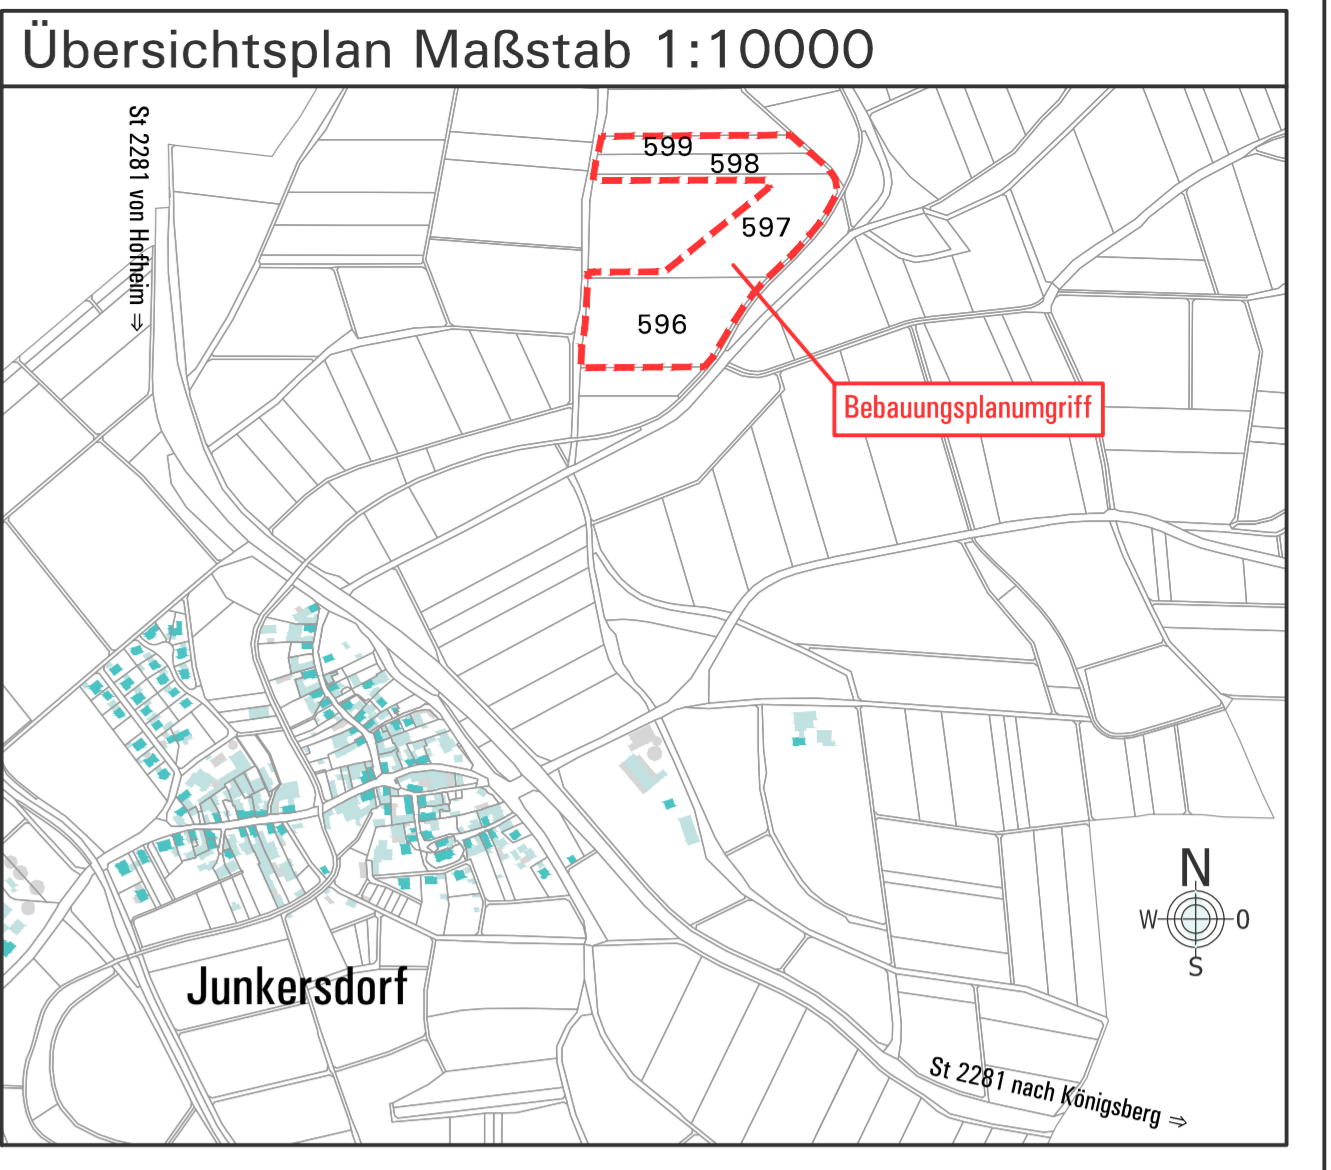 Übersichtsplan Maßstab 1:10000
St 2281 von Hofheim ⇒
599
598
597
596
Bebauungsplanumgriff
N
W
O
S
Junkersdorf
St 2281 nach Königsberg ⇒